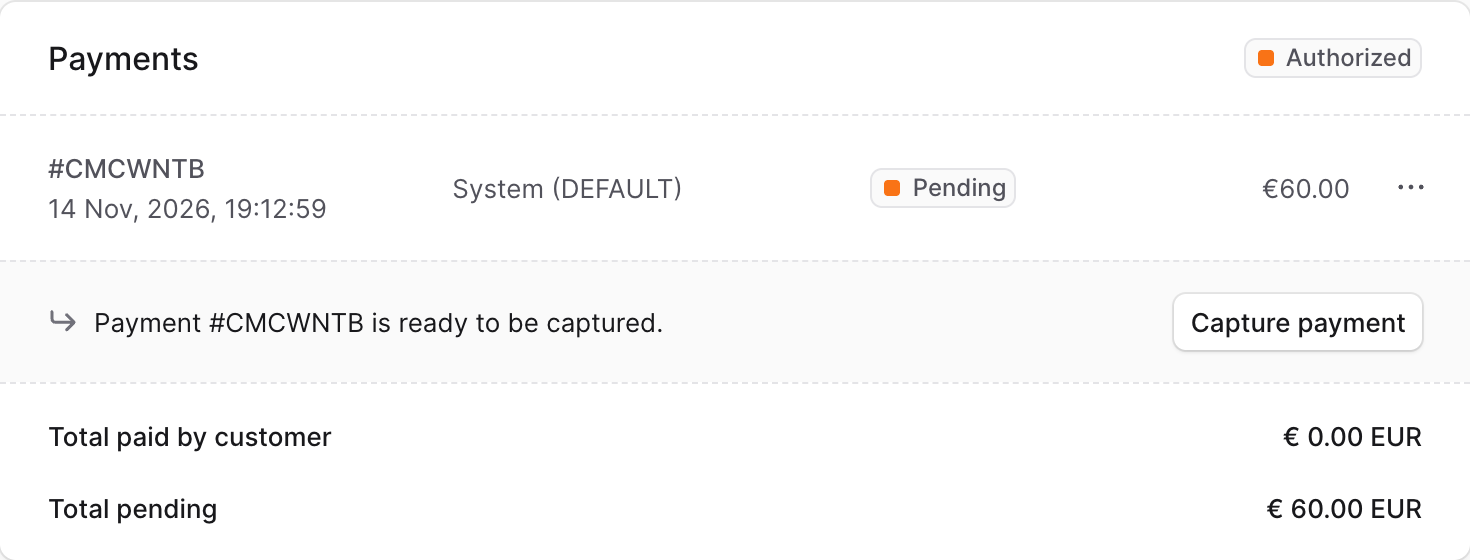 Payments
Authorized
#CMCWNTB
14 Nov, 2026, 19:12:59
System (DEFAULT)
Pending
€60.00
Payment #CMCWNTB is ready to be captured.
Capture payment
Total paid by customer
€ 0.00 EUR
Total pending
€ 60.00 EUR